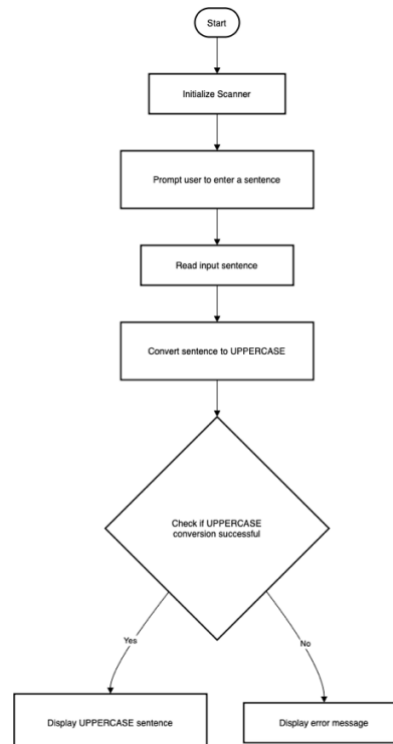 Start
Initialize Scanner
Prompt user to enter a sentence
Read input sentence
Convert sentence to UPPERCASE
Check if UPPERCASE
conversion successful
Yes
No
Display UPPERCASE sentence
Display error message